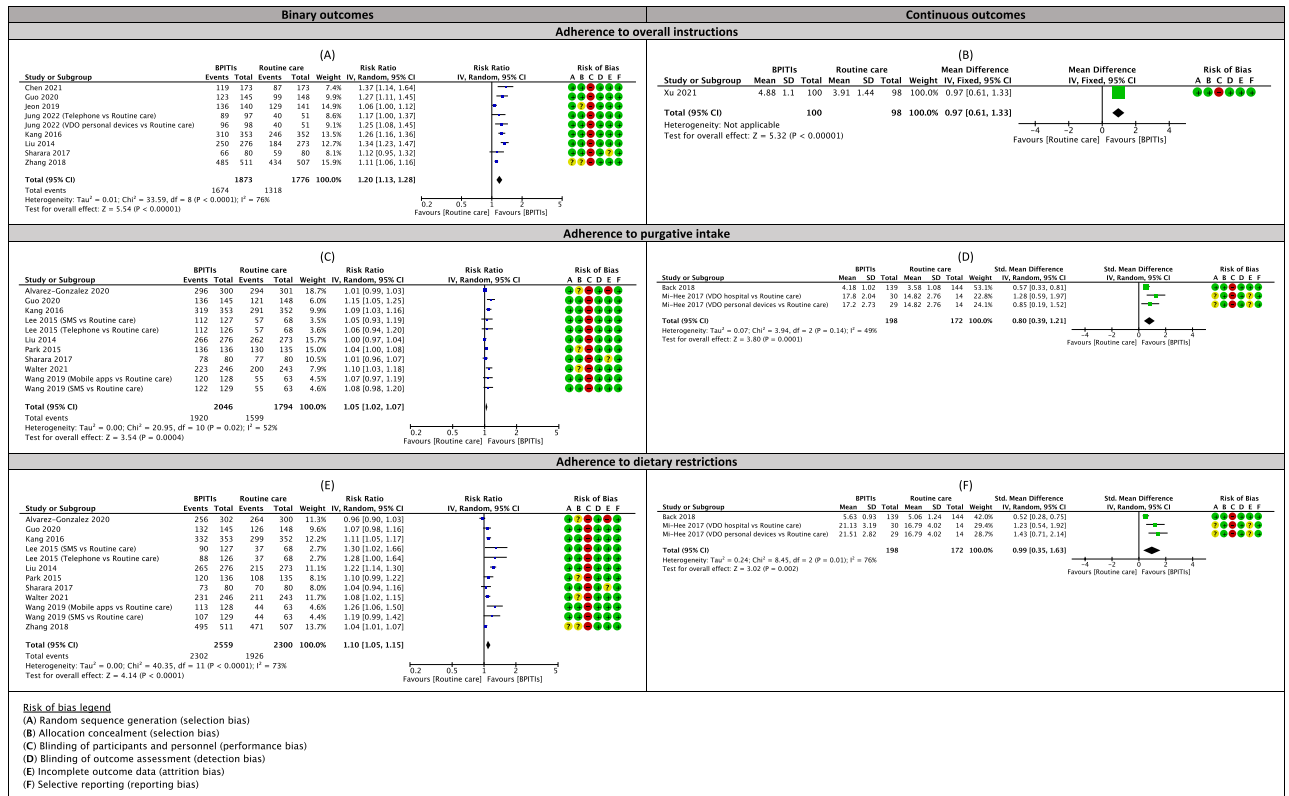 Binary outcomes
Continuous outcomes
Adherence to overall instructions
(A)
BPITIs Routine care Risk Ratio Risk Ratio Risk of Bias
Study or Subgroup Events Total Events Total Weight IV, Random, 95% CI IV, Random, 95% CI A B C D E F
Chen 2021 119 173 87 173 7.4% 1.37 [1.14, 1.64]
Guo 2020 123 145 99 148 9.9% 1.27 [1.11, 1.45]
Jeon 2019 136 140 129 141 14.9% 1.06 [1.00, 1.12]
Jung 2022 (Telephone vs Routine care) 89 97 40 51 8.6% 1.17 [1.00, 1.37]
Jung 2022 (VDO personal devices vs Routine care) 96 98 40 51 9.1% 1.25 [1.08, 1.45]
Kang 2016 310 353 246 352 13.5% 1.26 [1.16, 1.36]
Liu 2014 250 276 184 273 12.6% 1.34 [1.23, 1.47]
Sharara 2017 66 80 59 80 8.1% 1.12 [0.95, 1.32]
Zhang 2018 485 511 434 507 15.9% 1.11 [1.06, 1.16]
Total (95% CI) 1873 1776 100.0% 1.20 [1.13, 1.28]
Total events 1674 1318
Heterogeneity: Tau² = 0.01; Chi² = 33.59, df = 8 (P < 0.0001); I² = 76%
Test for overall effect: Z = 5.54 (P < 0.00001)
0.2 0.5 1 2 5
Favours [Routine care] Favours [BPITIs]
(B)
BPITIs Routine care Mean Difference Mean Difference Risk of Bias
Study or Subgroup Mean SD Total Mean SD Total Weight IV, Fixed, 95% CI IV, Fixed, 95% CI A B C D E F
Xu 2021 4.88 1.1 100 3.91 1.44 98 100.0% 0.97 [0.61, 1.33]
Total (95% CI) 100 98 100.0% 0.97 [0.61, 1.33]
Heterogeneity: Not applicable
Test for overall effect: Z = 5.32 (P < 0.00001)
−4 −2 0 2 4
Favours [Routine care] Favours [BPITIs]
Adherence to purgative intake
(C)
BPITIs Routine care Risk Ratio Risk Ratio Risk of Bias
Study or Subgroup Events Total Events Total Weight IV, Random, 95% CI IV, Random, 95% CI A B C D E F
Alvarez-Gonzalez 2020 296 300 294 301 21.4% 1.01 [0.99, 1.03]
Guo 2020 136 145 121 148 6.0% 1.15 [1.05, 1.25]
Kang 2016 319 353 291 352 11.3% 1.09 [1.03, 1.16]
Lee 2015 (SMS vs Routine care) 112 127 57 68 3.9% 1.05 [0.93, 1.19]
Lee 2015 (Telephone vs Routine care) 112 126 57 68 4.0% 1.06 [0.94, 1.20]
Liu 2014 266 276 262 273 16.8% 1.00 [0.97, 1.04]
Park 2015 136 136 130 135 15.7% 1.04 [1.00, 1.08]
Sharara 2017 78 80 77 80 10.5% 1.01 [0.96, 1.07]
Walter 2021 223 246 200 243 7.9% 1.10 [1.03, 1.18]
Wang 2019 (Mobile apps vs Routine care) 120 128 55 63 4.6% 1.07 [0.97, 1.19]
Wang 2019 (SMS vs Routine care) 122 129 55 63 4.6% 1.08 [0.98, 1.20]
Total (95% CI) 2046 1794 100.0% 1.05 [1.02, 1.07]
Total events 1920 1599
Heterogeneity: Tau² = 0.00; Chi² = 20.95, df = 10 (P = 0.02); I² = 52%
Test for overall effect: Z = 3.54 (P = 0.0004)
0.2 0.5 1 2 5
Favours [Routine care] Favours [BPITIs]
(D)
BPITIs Routine care Std. Mean Difference Std. Mean Difference Risk of Bias
Study or Subgroup Mean SD Total Mean SD Total Weight IV, Random, 95% CI IV, Random, 95% CI A B C D E F
Back 2018 4.18 1.02 139 3.58 1.08 144 53.1% 0.57 [0.33, 0.81]
Mi-Hee 2017 (VDO hospital vs Routine care) 17.8 2.04 30 14.82 2.76 14 22.8% 1.28 [0.59, 1.97]
Mi-Hee 2017 (VDO personal devices vs Routine care) 17.2 2.73 29 14.82 2.76 14 24.1% 0.85 [0.19, 1.52]
Total (95% CI) 198 172 100.0% 0.80 [0.39, 1.21]
Heterogeneity: Tau² = 0.07; Chi² = 3.94, df = 2 (P = 0.14); I² = 49%
Test for overall effect: Z = 3.80 (P = 0.0001)
−4 −2 0 2 4
Favours [Routine care] Favours [BPITIs]
Adherence to dietary restrictions
(E)
BPITIs Routine care Risk Ratio Risk Ratio Risk of Bias
Study or Subgroup Events Total Events Total Weight IV, Random, 95% CI IV, Random, 95% CI A B C D E F
Alvarez-Gonzalez 2020 256 302 264 300 11.3% 0.96 [0.90, 1.03]
Guo 2020 132 145 126 148 9.2% 1.07 [0.98, 1.16]
Kang 2016 332 353 299 352 12.4% 1.11 [1.05, 1.17]
Lee 2015 (SMS vs Routine care) 90 127 37 68 2.8% 1.30 [1.02, 1.66]
Lee 2015 (Telephone vs Routine care) 88 126 37 68 2.7% 1.28 [1.00, 1.64]
Liu 2014 265 276 215 273 11.1% 1.22 [1.14, 1.30]
Park 2015 120 136 108 135 7.8% 1.10 [0.99, 1.22]
Sharara 2017 73 80 70 80 7.8% 1.04 [0.94, 1.16]
Walter 2021 231 246 211 243 11.7% 1.08 [1.02, 1.15]
Wang 2019 (Mobile apps vs Routine care) 113 128 44 63 4.6% 1.26 [1.06, 1.50]
Wang 2019 (SMS vs Routine care) 107 129 44 63 4.4% 1.19 [0.99, 1.42]
Zhang 2018 495 511 471 507 13.7% 1.04 [1.01, 1.07]
Total (95% CI) 2559 2300 100.0% 1.10 [1.05, 1.15]
Total events 2302 1926
Heterogeneity: Tau² = 0.00; Chi² = 40.35, df = 11 (P < 0.0001); I² = 73%
Test for overall effect: Z = 4.14 (P < 0.0001)
0.2 0.5 1 2 5
Favours [Routine care] Favours [BPITIs]
(F)
BPITIs Routine care Std. Mean Difference Std. Mean Difference Risk of Bias
Study or Subgroup Mean SD Total Mean SD Total Weight IV, Random, 95% CI IV, Random, 95% CI A B C D E F
Back 2018 5.63 0.93 139 5.06 1.24 144 42.0% 0.52 [0.28, 0.75]
Mi-Hee 2017 (VDO hospital vs Routine care) 21.13 3.19 30 16.79 4.02 14 29.4% 1.23 [0.54, 1.92]
Mi-Hee 2017 (VDO personal devices vs Routine care) 21.51 2.82 29 16.79 4.02 14 28.7% 1.43 [0.71, 2.14]
Total (95% CI) 198 172 100.0% 0.99 [0.35, 1.63]
Heterogeneity: Tau² = 0.24; Chi² = 8.45, df = 2 (P = 0.01); I² = 76%
Test for overall effect: Z = 3.02 (P = 0.002)
−4 −2 0 2 4
Favours [Routine care] Favours [BPITIs]
Risk of bias legend
(A) Random sequence generation (selection bias)
(B) Allocation concealment (selection bias)
(C) Blinding of participants and personnel (performance bias)
(D) Blinding of outcome assessment (detection bias)
(E) Incomplete outcome data (attrition bias)
(F) Selective reporting (reporting bias)